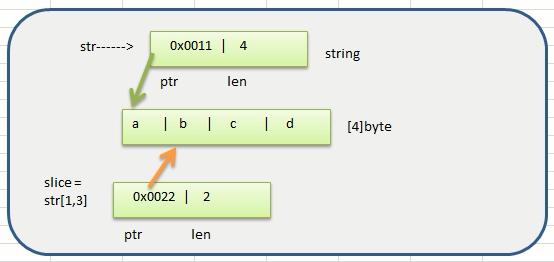 str------> 0x0011 | 4 string
ptr len
a | b | c | d [4]byte
slice =
str[1,3]
0x0022 | 2
ptr len